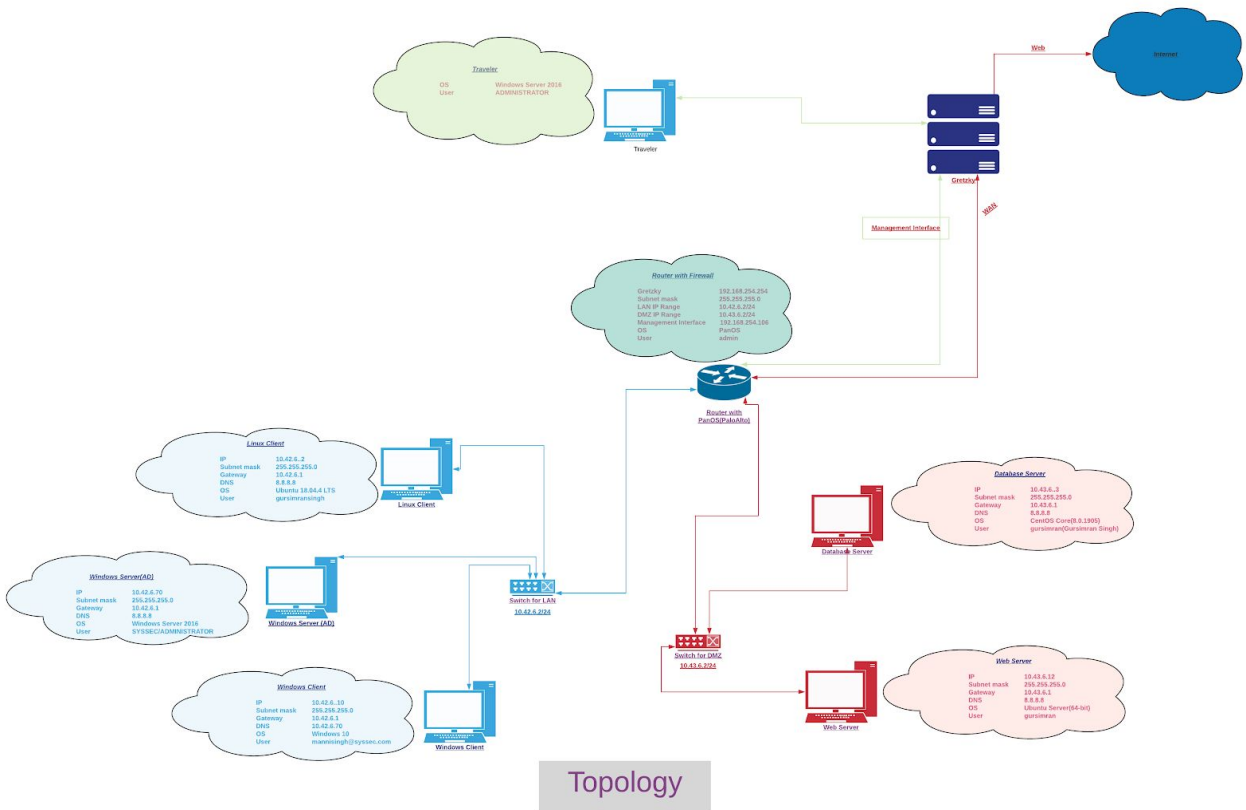 Web
Internet
Traveler
OS Windows Server 2016
User ADMINISTRATOR
Traveler
Gretzky
WAN
Management Interface
Router with Firewall
Gretzky 192.168.254.254
Subnet mask 255.255.255.0
LAN IP Range 10.42.6.2/24
DMZ IP Range 10.43.6.2/24
Management Interface 192.168.254.106
OS PanOS
User admin
Router with
PanOS(PaloAlto)
Linux Client
IP 10.42.6..2
Subnet mask 255.255.255.0
Gateway 10.42.6.1
DNS 8.8.8.8
OS Ubuntu 18.04.4 LTS
User gursimransingh
Linux Client
Database Server
IP 10.43.6..3
Subnet mask 255.255.255.0
Gateway 10.43.6.1
DNS 8.8.8.8
OS CentOS Core(8.0.1905)
User gursimran(Gursimran Singh)
Database Server
Windows Server(AD)
IP 10.42.6.70
Subnet mask 255.255.255.0
Gateway 10.42.6.1
DNS 8.8.8.8
OS Windows Server 2016
User SYSSEC/ADMINISTRATOR
Windows Server (AD)
Switch for LAN
10.42.6.2/24
Switch for DMZ
10.43.6.2/24
Web Server
IP 10.43.6.12
Subnet mask 255.255.255.0
Gateway 10.43.6.1
DNS 8.8.8.8
OS Ubuntu Server(64-bit)
User gursimran
Web Server
Windows Client
IP 10.42.6..10
Subnet mask 255.255.255.0
Gateway 10.42.6.1
DNS 10.42.6.70
OS Windows 10
User mannisingh@syssec.com
Windows Client
Topology